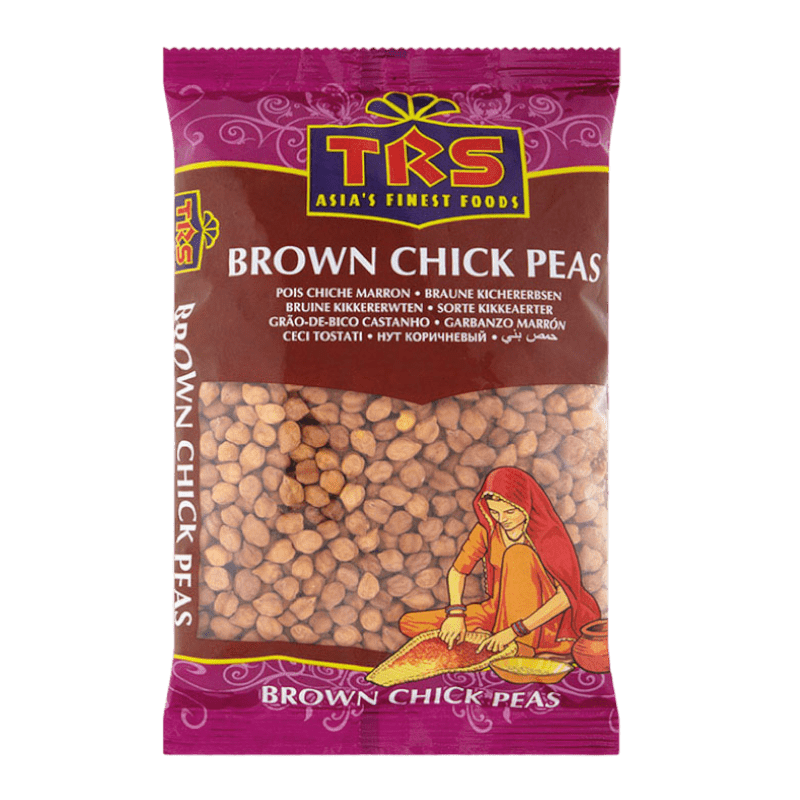 TRS
ASIA'S FINEST FOODS
BROWN CHICK PEAS
POIS CHICHE MARRON • BRAUNE KICHERERBSEN
BRUINE KIKKERERWTEN • SORTE KIKKEAERTER
GRÃO-DE-BICO CASTANHO • GARBANZO MARRÓN
CECI TOSTATI • НУТ КОРИЧНЕВЫЙ • حمص بني
TRS
BROWN CHICK PEAS
BROWN CHICK PEAS